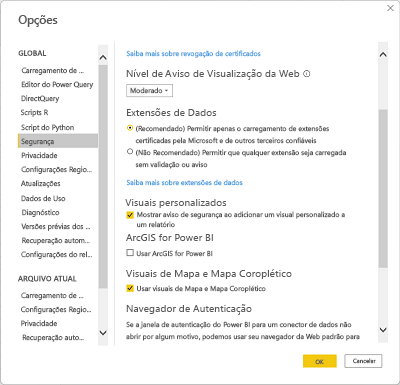 Opções
GLOBAL
Carregamento de ...
Editor do Power Query
DirectQuery
Scripts R
Script do Python
Segurança
Privacidade
Configurações Regio...
Atualizações
Dados de Uso
Diagnóstico
Versões prévias dos ...
Recuperação autom...
Configurações do rel...
ARQUIVO ATUAL
Carregamento de ...
Configurações Regio...
Privacidade
Recuperação auto...
Saiba mais sobre revogação de certificados
Nível de Aviso de Visualização da Web
Moderado
Extensões de Dados
(Recomendado) Permitir apenas o carregamento de extensões
certificadas pela Microsoft e de outros terceiros confiáveis
(Não Recomendado) Permitir que qualquer extensão seja carregada
sem validação ou aviso
Saiba mais sobre extensões de dados
Visuais personalizados
Mostrar aviso de segurança ao adicionar um visual personalizado a
um relatório
ArcGIS for Power BI
Usar ArcGIS for Power BI
Visuais de Mapa e Mapa Coroplético
Usar visuais de Mapa e Mapa Coroplético
Navegador de Autenticação
Se a janela de autenticação do Power BI para um conector de dados não
abrir por algum motivo, podemos usar seu navegador da Web padrão para
OK
Cancelar